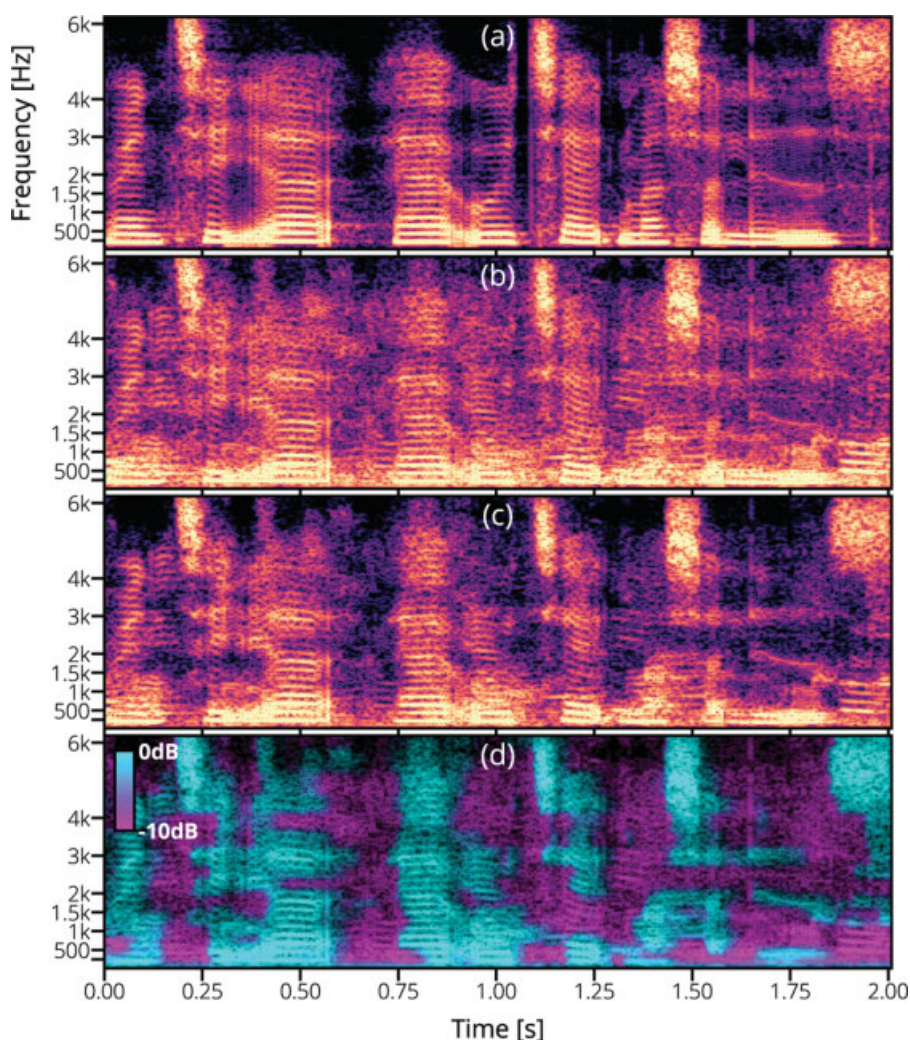 Frequency [Hz]
6k
4k
3k
2k
1.5k
1k
500
(a)
6k
4k
3k
2k
1.5k
1k
500
(b)
6k
4k
3k
2k
1.5k
1k
500
(c)
6k
4k
3k
2k
1.5k
1k
500
0dB
-10dB
(d)
0.00 0.25 0.50 0.75 1.00 1.25 1.50 1.75 2.00
Time [s]